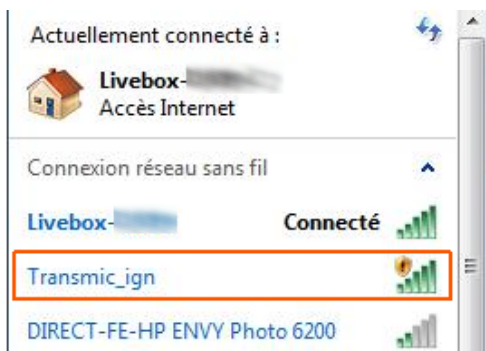 Actuellement connecté à :
Livebox-
Accès Internet
Connexion réseau sans fil
Livebox- Connecté
Transmic_ign
DIRECT-FE-HP ENVY Photo 6200